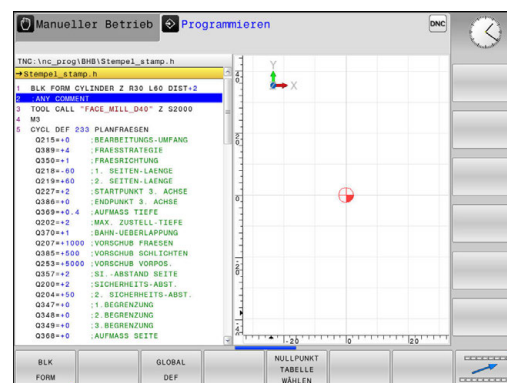 Manueller Betrieb
Programmieren
DNC
TNC:\nc_prog\BHB\Stempel_stamp.h
→Stempel_stamp.h
1 BLK FORM CYLINDER Z R30 L60 DIST+2
2 ;ANY COMMENT
3 TOOL CALL "FACE_MILL_D40" Z S2000
4 M3
5 CYCL DEF 233 PLANFRAESEN
Q215=+0 ;BEARBEITUNGS-UMFANG
Q389=+4 ;FRAESSTRATEGIE
Q350=+1 ;FRAESRICHTUNG
Q218=-60 ;1. SEITEN-LAENGE
Q219=+60 ;2. SEITEN-LAENGE
Q227=+2 ;STARTPUNKT 3. ACHSE
Q386=+0 ;ENDPUNKT 3. ACHSE
Q369=+0.4 ;AUFMASS TIEFE
Q202=+2 ;MAX. ZUSTELL-TIEFE
Q370=+1 ;BAHN-UEBERLAPPUNG
Q207=+1000 ;VORSCHUB FRAESEN
Q385=+500 ;VORSCHUB SCHLICHTEN
Q253=+5000 ;VORSCHUB VORPOS.
Q357=+2 ;SI.-ABSTAND SEITE
Q200=+2 ;SICHERHEITS-ABST.
Q204=+50 ;2. SICHERHEITS-ABST.
Q347=+0 ;1.BEGRENZUNG
Q348=+0 ;2.BEGRENZUNG
Q349=+0 ;3.BEGRENZUNG
Q368=+0 ;AUFMASS SEITE
Y
X
0
-20
0
20
BLK
FORM
GLOBAL
DEF
NULLPUNKT
TABELLE
WÄHLEN